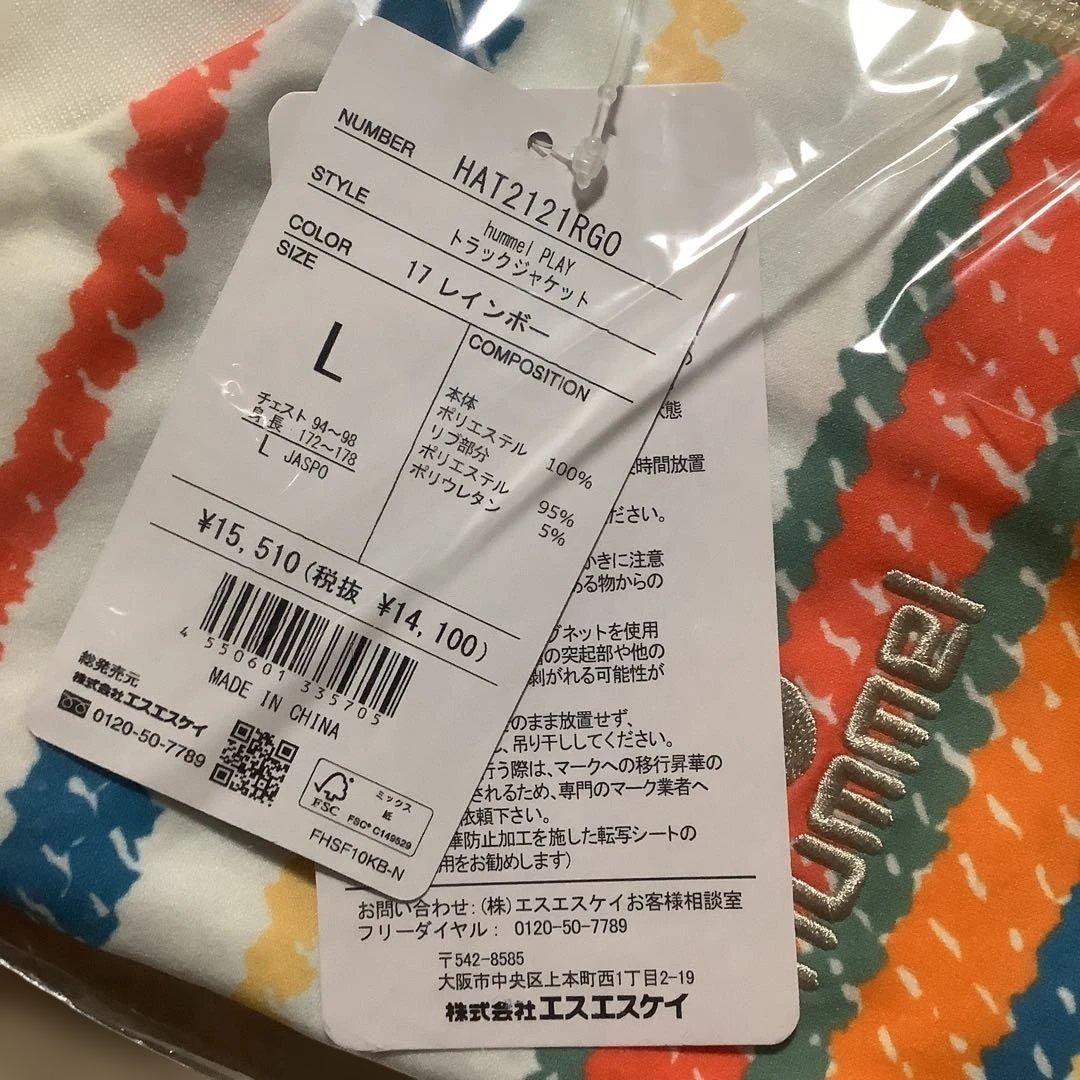 NUMBER HAT2121RGO
STYLE hummel PLAY
トラックジャケット
COLOR 17 レインボー
SIZE
L
チェスト 94～98
身長 172～178
L JASPO
COMPOSITION
本体
ポリエステル 100%
リブ部分
ポリエステル 95%
ポリウレタン 5%
¥15,510(税抜 ¥14,100)
4 550601 335705
MADE IN CHINA
総発売元
株式会社エスエスケイ
0120-50-7789
FSC
ミックス
紙
FSC® C149529
FHSF10KB-N
態
時間放置
ださい。
かきに注意
ある物からの
グネットを使用
の突起部や他の
剥がれる可能性が
のまま放置せず、
、吊り干ししてください。
行う際は、マークへの移行昇華の
されるため、専門のマーク業者へ
依頼下さい。
華防止加工を施した転写シートの
用をお勧めします)
お問い合わせ:(株)エスエスケイお客様相談室
フリーダイヤル: 0120-50-7789
〒542-8585
大阪市中央区上本町西1丁目2-19
株式会社エスエスケイ
hummel